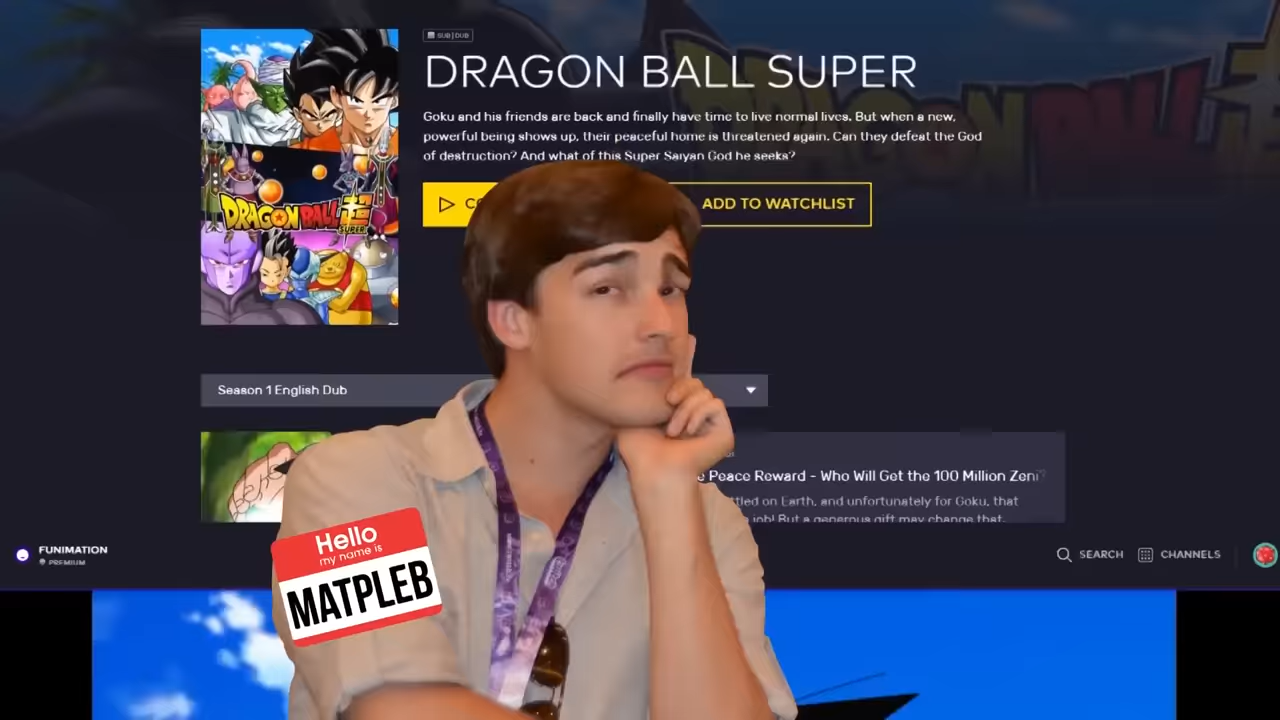 SUB | DUB
DRAGON BALL SUPER
Goku and his friends are back and finally have time to live normal lives. But when a new,
powerful being shows up, their peaceful home is threatened again. Can they defeat the God
of destruction? And what of this Super Saiyan God he seeks?
ADD TO WATCHLIST
DRAGON BALL 超
SUPER
Season 1 English Dub
Peace Reward - Who Will Get the 100 Million Zeni
on Earth, and unfortunately for Goku, that
job! But a generous gift may change that.
Hello
my name is
MATPLEB
FUNIMATION
PREMIUM
SEARCH
CHANNELS